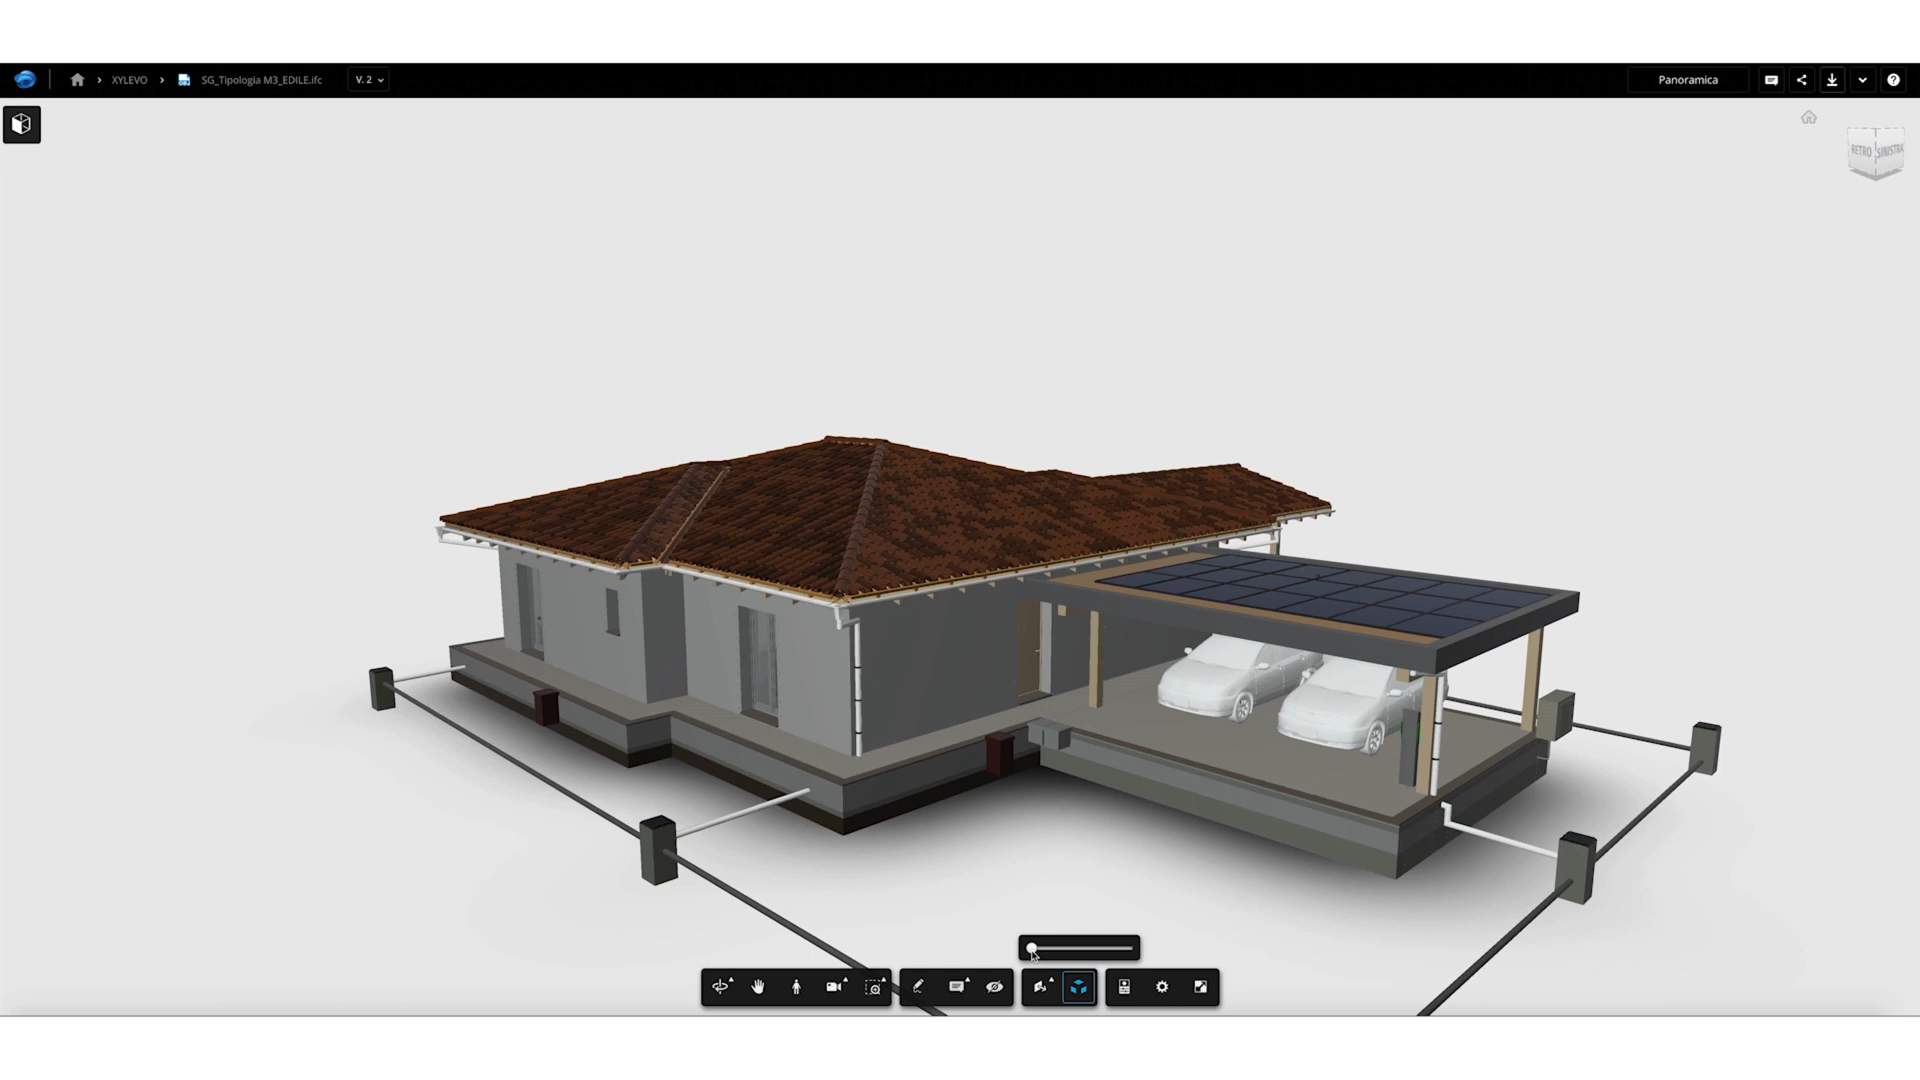 XYLEVO
SG_Tipologia M3_EDILE.ifc
V. 2
Panoramica
RETRO
SINISTRA